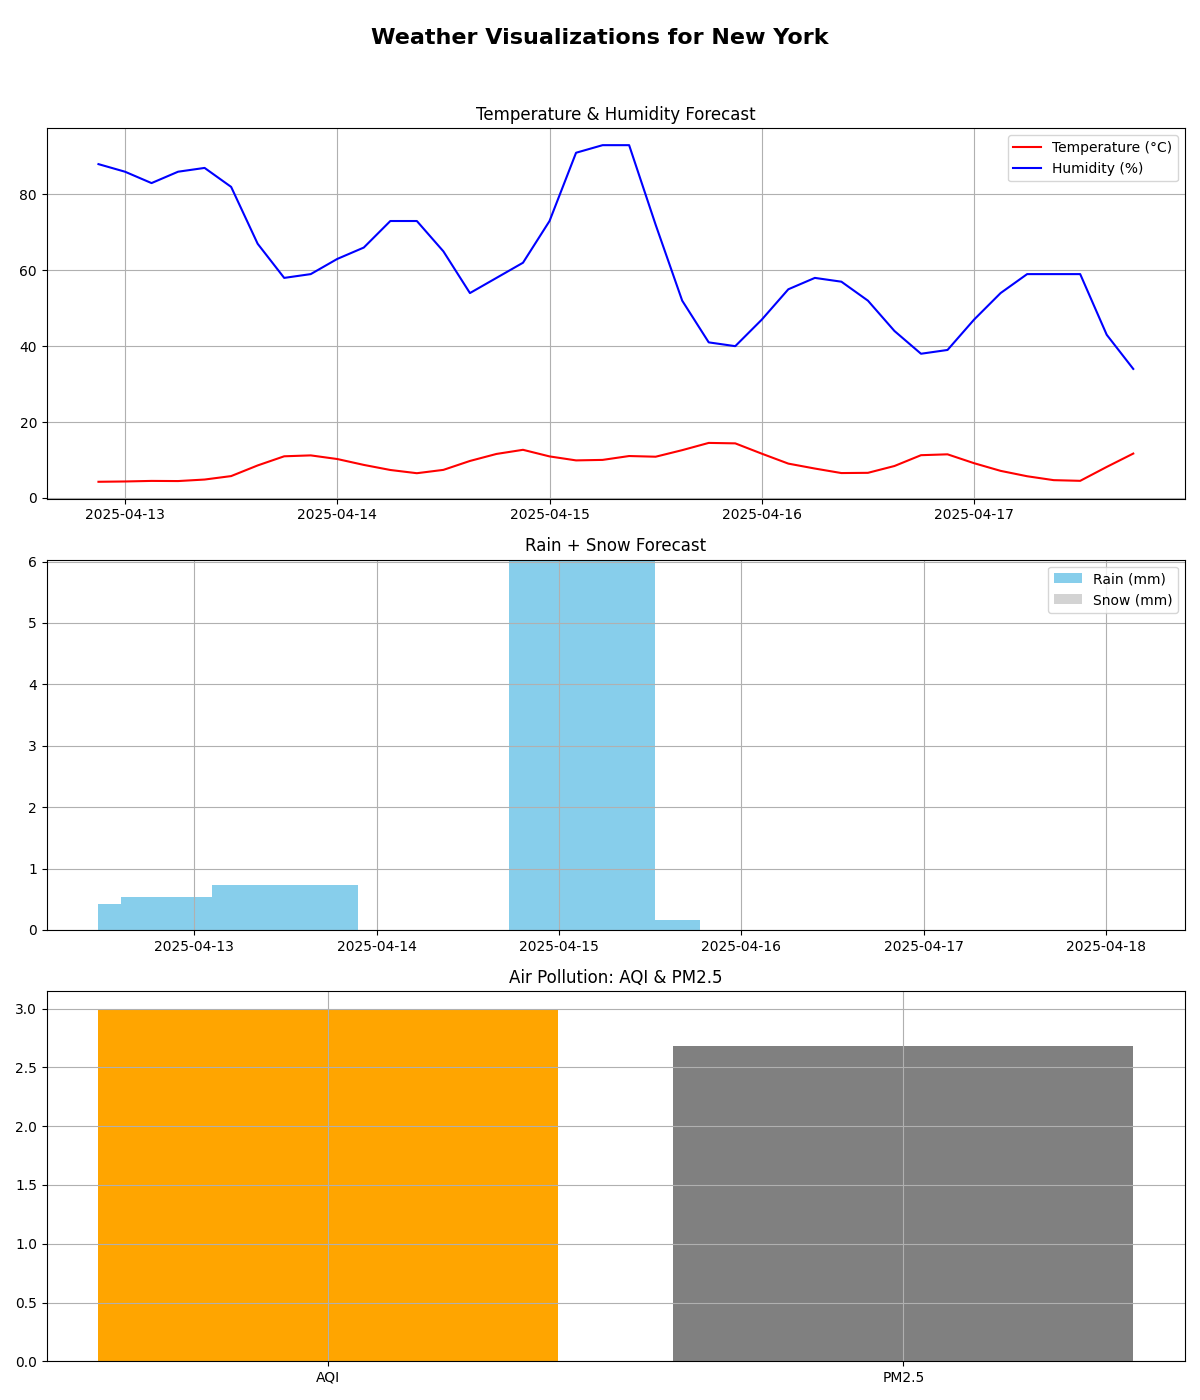 Weather Visualizations for New York
Temperature & Humidity Forecast
Temperature (°C)
Humidity (%)
80
60
40
20
0
2025-04-13 2025-04-14 2025-04-15 2025-04-16 2025-04-17
Rain + Snow Forecast
Rain (mm)
Snow (mm)
6
5
4
3
2
1
0
2025-04-13 2025-04-14 2025-04-15 2025-04-16 2025-04-17 2025-04-18
Air Pollution: AQI & PM2.5
3.0
2.5
2.0
1.5
1.0
0.5
0.0
AQI PM2.5